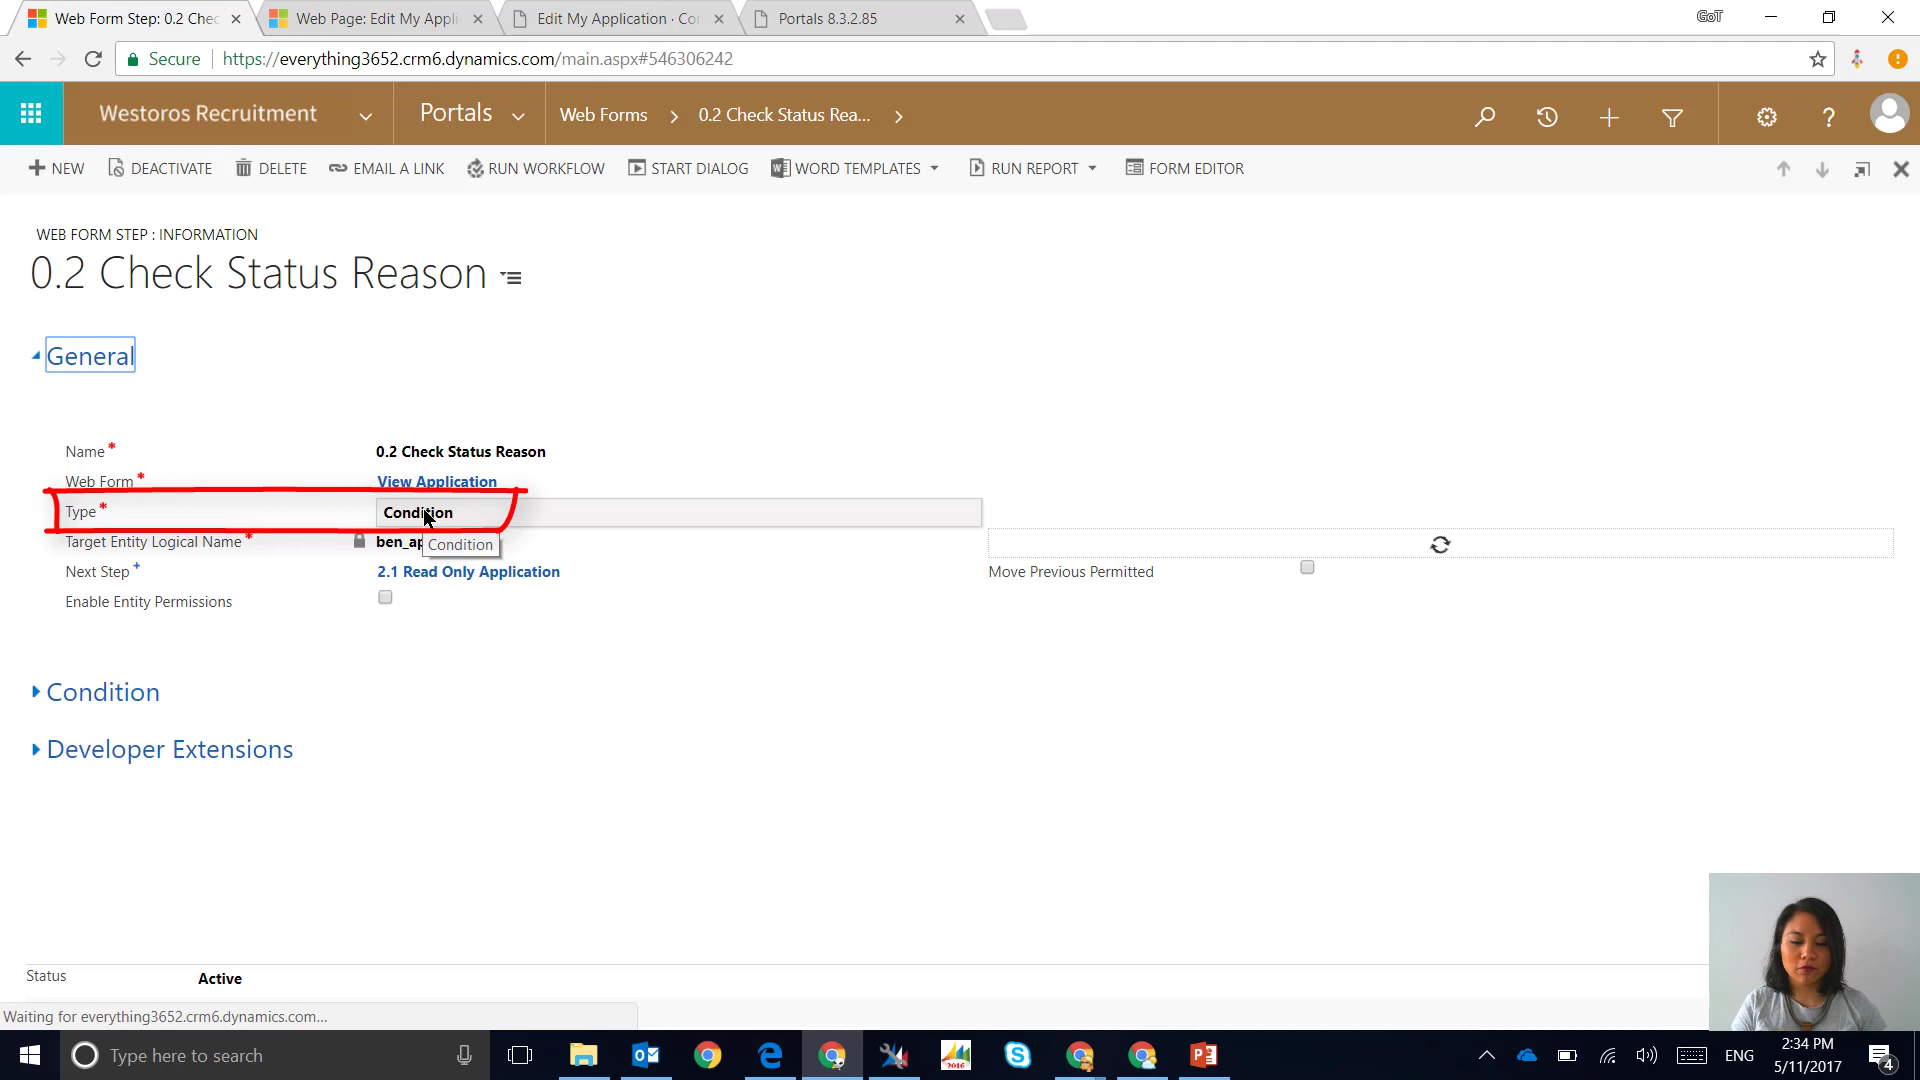 Web Form Step: 0.2 Chec
Web Page: Edit My Appli
Edit My Application · Cor
Portals 8.3.2.85
GoT
Secure
https://everything3652.crm6.dynamics.com/main.aspx#546306242
Westoros Recruitment
Portals
Web Forms
0.2 Check Status Rea...
NEW
DEACTIVATE
DELETE
EMAIL A LINK
RUN WORKFLOW
START DIALOG
WORD TEMPLATES
RUN REPORT
FORM EDITOR
WEB FORM STEP : INFORMATION
0.2 Check Status Reason
General
Name *
0.2 Check Status Reason
Web Form *
View Application
Type *
Condition
Target Entity Logical Name *
ben_ap
Condition
Next Step +
2.1 Read Only Application
Move Previous Permitted
Enable Entity Permissions
Condition
Developer Extensions
Status
Active
Waiting for everything3652.crm6.dynamics.com...
Type here to search
2016
ENG
2:34 PM
5/11/2017
4